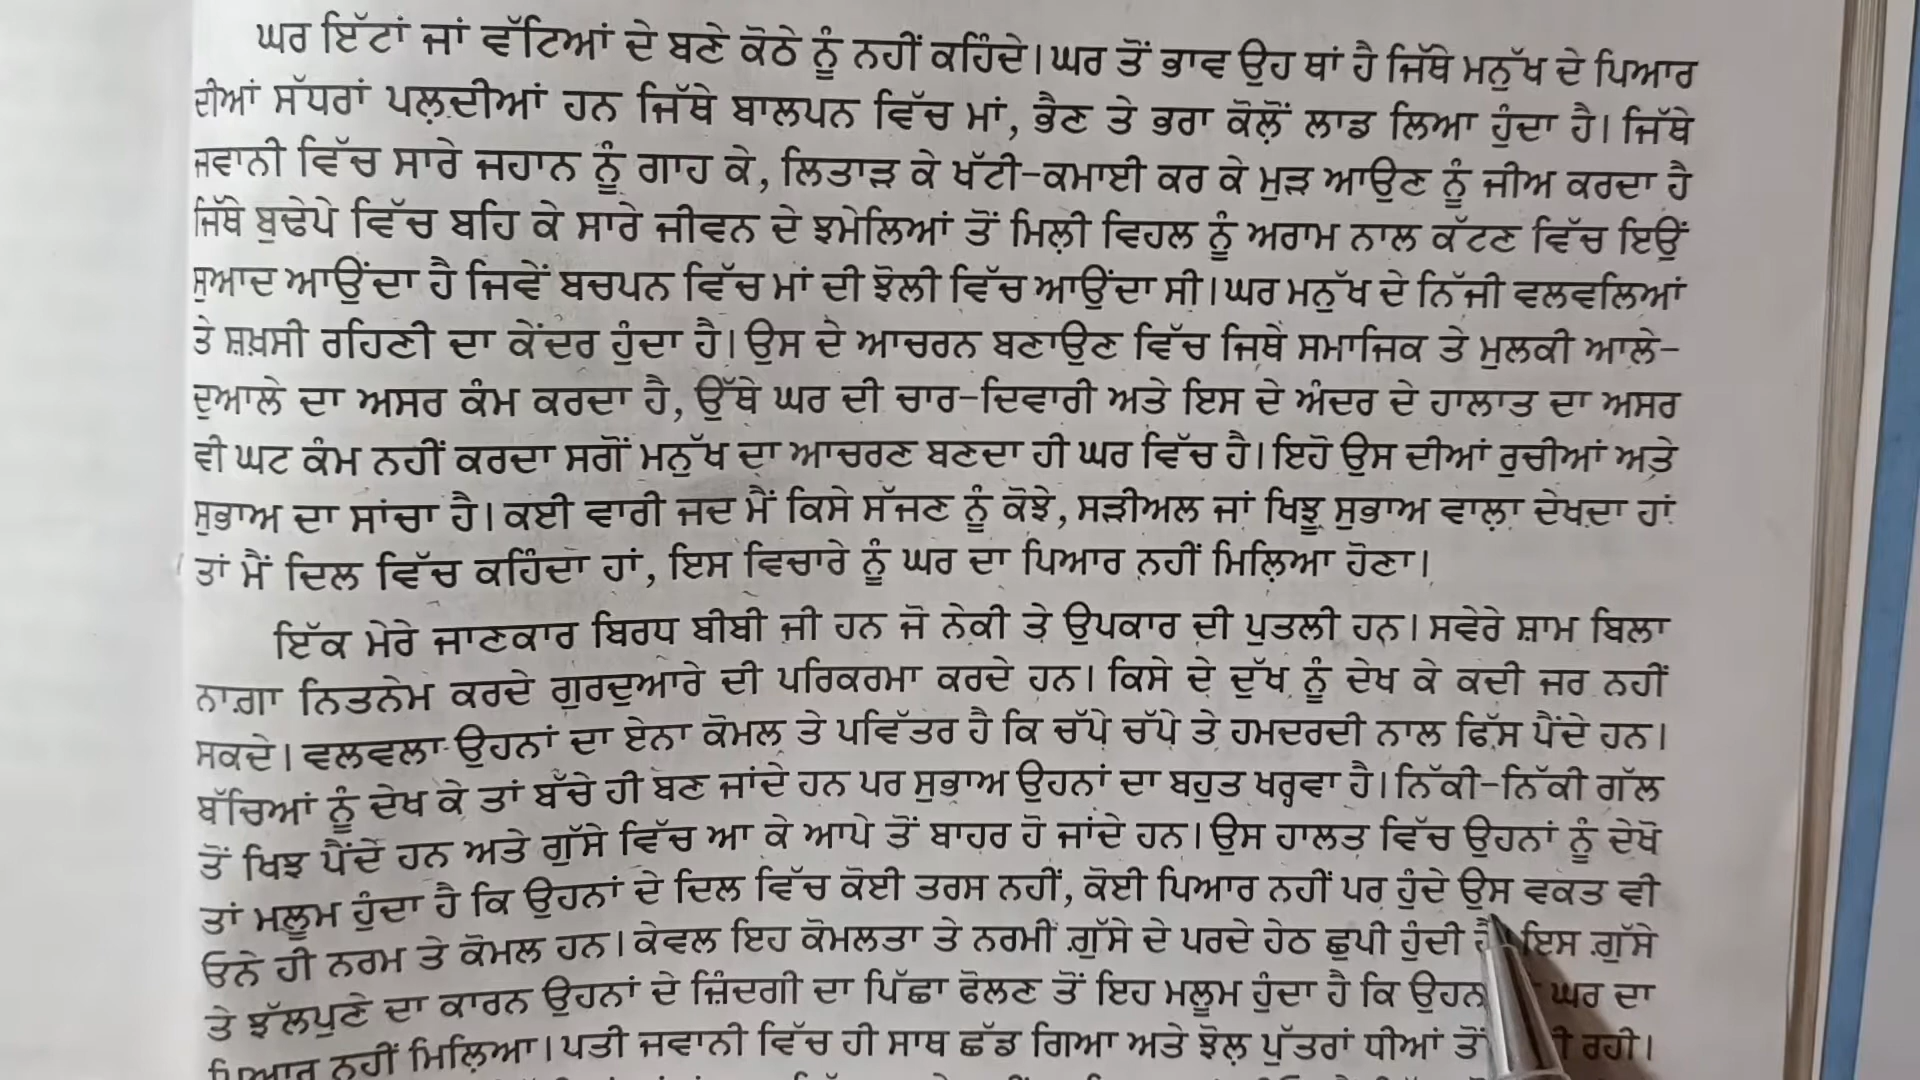 ਘਰ ਇੱਟਾਂ ਜਾਂ ਵੱਟਿਆਂ ਦੇ ਬਣੇ ਕੋਠੇ ਨੂੰ ਨਹੀਂ ਕਹਿੰਦੇ। ਘਰ ਤੋਂ ਭਾਵ ਉਹ ਥਾਂ ਹੈ ਜਿੱਥੇ ਮਨੁੱਖ ਦੇ ਪਿਆਰ
ਦੀਆਂ ਸੱਧਰਾਂ ਪਲ਼ਦੀਆਂ ਹਨ ਜਿੱਥੇ ਬਾਲਪਨ ਵਿੱਚ ਮਾਂ, ਭੈਣ ਤੇ ਭਰਾ ਕੋਲ਼ੋਂ ਲਾਡ ਲਿਆ ਹੁੰਦਾ ਹੈ। ਜਿੱਥੇ
ਜਵਾਨੀ ਵਿੱਚ ਸਾਰੇ ਜਹਾਨ ਨੂੰ ਗਾਹ ਕੇ, ਲਿਤਾੜ ਕੇ ਖੱਟੀ-ਕਮਾਈ ਕਰ ਕੇ ਮੁੜ ਆਉਣ ਨੂੰ ਜੀਅ ਕਰਦਾ ਹੈ
ਜਿੱਥੇ ਬੁਢੇਪੇ ਵਿੱਚ ਬਹਿ ਕੇ ਸਾਰੇ ਜੀਵਨ ਦੇ ਝਮੇਲਿਆਂ ਤੋਂ ਮਿਲ਼ੀ ਵਿਹਲ ਨੂੰ ਅਰਾਮ ਨਾਲ ਕੱਟਣ ਵਿੱਚ ਇਉਂ
ਸੁਆਦ ਆਉਂਦਾ ਹੈ ਜਿਵੇਂ ਬਚਪਨ ਵਿੱਚ ਮਾਂ ਦੀ ਝੋਲੀ ਵਿੱਚ ਆਉਂਦਾ ਸੀ। ਘਰ ਮਨੁੱਖ ਦੇ ਨਿੱਜੀ ਵਲਵਲਿਆਂ
ਤੇ ਸ਼ਖ਼ਸੀ ਰਹਿਣੀ ਦਾ ਕੇਂਦਰ ਹੁੰਦਾ ਹੈ। ਉਸ ਦੇ ਆਚਰਨ ਬਣਾਉਣ ਵਿੱਚ ਜਿਥੇ ਸਮਾਜਿਕ ਤੇ ਮੁਲਕੀ ਆਲੇ-
ਦੁਆਲੇ ਦਾ ਅਸਰ ਕੰਮ ਕਰਦਾ ਹੈ, ਉੱਥੇ ਘਰ ਦੀ ਚਾਰ-ਦਿਵਾਰੀ ਅਤੇ ਇਸ ਦੇ ਅੰਦਰ ਦੇ ਹਾਲਾਤ ਦਾ ਅਸਰ
ਵੀ ਘਟ ਕੰਮ ਨਹੀਂ ਕਰਦਾ ਸਗੋਂ ਮਨੁੱਖ ਦਾ ਆਚਰਣ ਬਣਦਾ ਹੀ ਘਰ ਵਿੱਚ ਹੈ। ਇਹੋ ਉਸ ਦੀਆਂ ਰੁਚੀਆਂ ਅਤੇ
ਸੁਭਾਅ ਦਾ ਸਾਂਚਾ ਹੈ। ਕਈ ਵਾਰੀ ਜਦ ਮੈਂ ਕਿਸੇ ਸੱਜਣ ਨੂੰ ਕੋਝੇ, ਸੜੀਅਲ ਜਾਂ ਖਿਝੂ ਸੁਭਾਅ ਵਾਲ਼ਾ ਦੇਖਦਾ ਹਾਂ
ਤਾਂ ਮੈਂ ਦਿਲ ਵਿੱਚ ਕਹਿੰਦਾ ਹਾਂ, ਇਸ ਵਿਚਾਰੇ ਨੂੰ ਘਰ ਦਾ ਪਿਆਰ ਨਹੀਂ ਮਿਲ਼ਿਆ ਹੋਣਾ।
ਇੱਕ ਮੇਰੇ ਜਾਣਕਾਰ ਬਿਰਧ ਬੀਬੀ ਜੀ ਹਨ ਜੋ ਨੇਕੀ ਤੇ ਉਪਕਾਰ ਦੀ ਪੁਤਲੀ ਹਨ। ਸਵੇਰੇ ਸ਼ਾਮ ਬਿਲਾ
ਨਾਗ਼ਾ ਨਿਤਨੇਮ ਕਰਦੇ ਗੁਰਦੁਆਰੇ ਦੀ ਪਰਿਕਰਮਾ ਕਰਦੇ ਹਨ। ਕਿਸੇ ਦੇ ਦੁੱਖ ਨੂੰ ਦੇਖ ਕੇ ਕਦੀ ਜਰ ਨਹੀਂ
ਸਕਦੇ। ਵਲਵਲਾ ਉਹਨਾਂ ਦਾ ਏਨਾ ਕੋਮਲ ਤੇ ਪਵਿੱਤਰ ਹੈ ਕਿ ਚੱਪੇ ਚੱਪੇ ਤੇ ਹਮਦਰਦੀ ਨਾਲ ਫਿੱਸ ਪੈਂਦੇ ਹਨ।
ਬੱਚਿਆਂ ਨੂੰ ਦੇਖ ਕੇ ਤਾਂ ਬੱਚੇ ਹੀ ਬਣ ਜਾਂਦੇ ਹਨ ਪਰ ਸੁਭਾਅ ਉਹਨਾਂ ਦਾ ਬਹੁਤ ਖਰ੍ਹਵਾ ਹੈ। ਨਿੱਕੀ-ਨਿੱਕੀ ਗੱਲ
ਤੋਂ ਖਿਝ ਪੈਂਦੇ ਹਨ ਅਤੇ ਗੁੱਸੇ ਵਿੱਚ ਆ ਕੇ ਆਪੇ ਤੋਂ ਬਾਹਰ ਹੋ ਜਾਂਦੇ ਹਨ। ਉਸ ਹਾਲਤ ਵਿੱਚ ਉਹਨਾਂ ਨੂੰ ਦੇਖੋ
ਤਾਂ ਮਲੂਮ ਹੁੰਦਾ ਹੈ ਕਿ ਉਹਨਾਂ ਦੇ ਦਿਲ ਵਿੱਚ ਕੋਈ ਤਰਸ ਨਹੀਂ, ਕੋਈ ਪਿਆਰ ਨਹੀਂ ਪਰ ਹੁੰਦੇ ਉਸ ਵਕਤ ਵੀ
ਓਨੇ ਹੀ ਨਰਮ ਤੇ ਕੋਮਲ ਹਨ। ਕੇਵਲ ਇਹ ਕੋਮਲਤਾ ਤੇ ਨਰਮੀ ਗ਼ੁੱਸੇ ਦੇ ਪਰਦੇ ਹੇਠ ਛੁਪੀ ਹੁੰਦੀ ਹੈ ਇਸ ਗ਼ੁੱਸੇ
ਤੇ ਝੱਲਪੁਣੇ ਦਾ ਕਾਰਨ ਉਹਨਾਂ ਦੇ ਜ਼ਿੰਦਗੀ ਦਾ ਪਿੱਛਾ ਫੋਲਣ ਤੋਂ ਇਹ ਮਲੂਮ ਹੁੰਦਾ ਹੈ ਕਿ ਘਰ ਦਾ
ਪਿਆਰ ਨਹੀਂ ਮਿਲ਼ਿਆ। ਪਤੀ ਜਵਾਨੀ ਵਿੱਚ ਹੀ ਸਾਥ ਛੱਡ ਗਿਆ ਅਤੇ ਝੋਲ਼ ਪੁੱਤਰਾਂ ਧੀਆਂ ਤੋਂ ਰਹੀ।